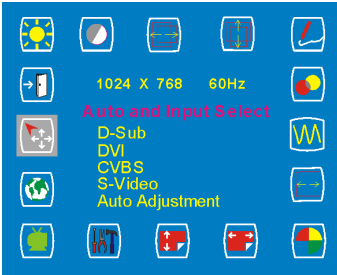 1024 X 768 60Hz
Auto and Input Select
D-Sub
DVI
CVBS
S-Video
Auto Adjustment